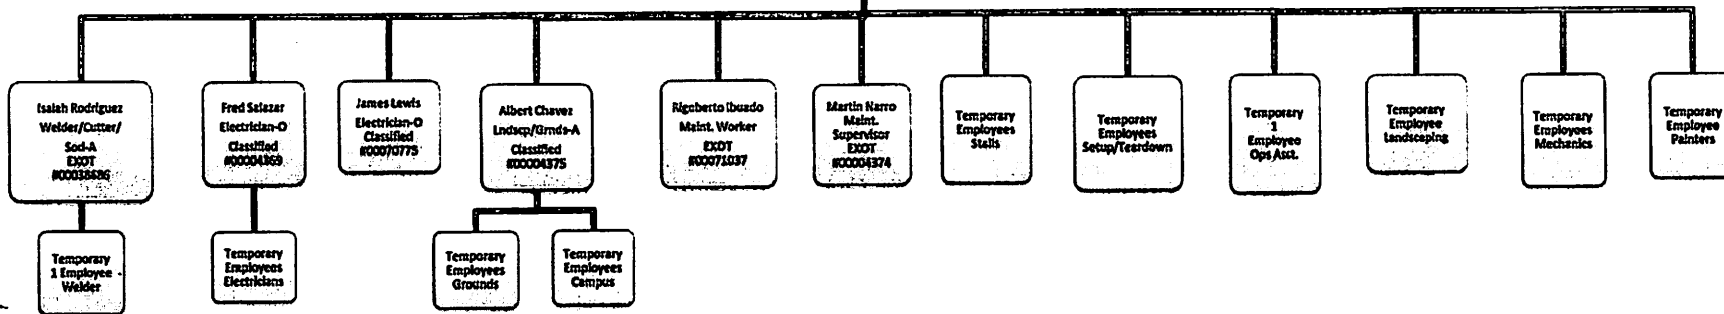 Isaiah Rodriguez
Welder/Cutter/
Sod-A
EXOT
#00038686
Fred Salazar
Electrician-O
Classified
#00004369
James Lewis
Electrician-O
Classified
#00070775
Albert Chavez
Lndscp/Grnds-A
Classified
#00004375
Rigoberto Ibuado
Maint. Worker
EXOT
#00071037
Martin Narro
Maint.
Supervisor
EXOT
#00004374
Temporary
Employees
Stalls
Temporary
Employees
Setup/Teardown
Temporary
1
Employee
Ops Asct.
Temporary
Employee
Landscaping
Temporary
Employees
Mechanics
Temporary
Employee
Painters
Temporary
1 Employee
Welder
Temporary
Employees
Electricians
Temporary
Employees
Grounds
Temporary
Employees
Campus